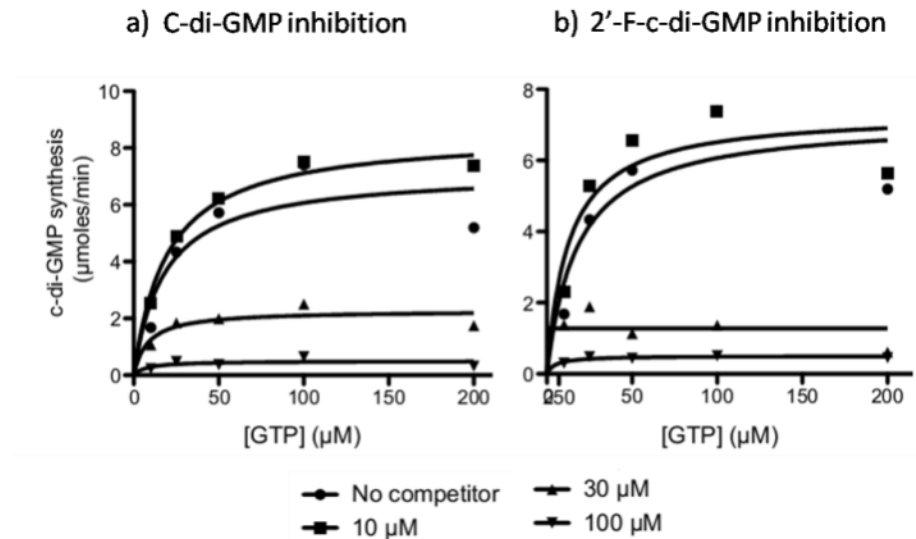 a) C-di-GMP inhibition
b) 2'-F-c-di-GMP inhibition
c-di-GMP synthesis
(µmoles/min)
10
8
6
4
2
0
0
50
100
150
200
[GTP] (µM)
8
6
4
2
0
50
100
150
200
[GTP] (µM)
No competitor
10 µM
30 µM
100 µM